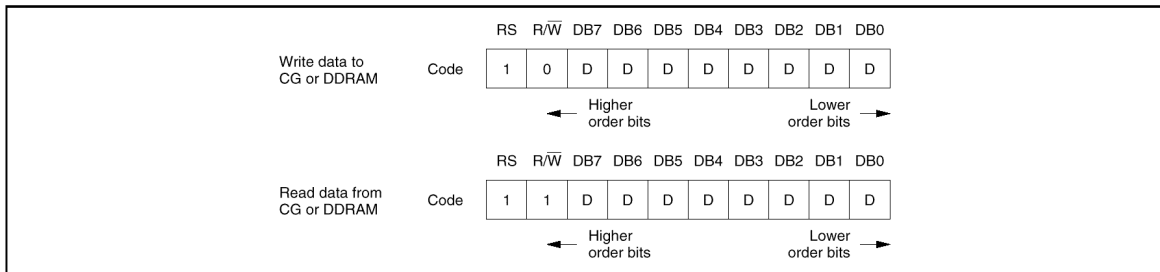 RS R/W̅ DB7 DB6 DB5 DB4 DB3 DB2 DB1 DB0
Write data to
CG or DDRAM
Code 1 0 D D D D D D D D
Higher
order bits
Lower
order bits
RS R/W̅ DB7 DB6 DB5 DB4 DB3 DB2 DB1 DB0
Read data from
CG or DDRAM
Code 1 1 D D D D D D D D
Higher
order bits
Lower
order bits